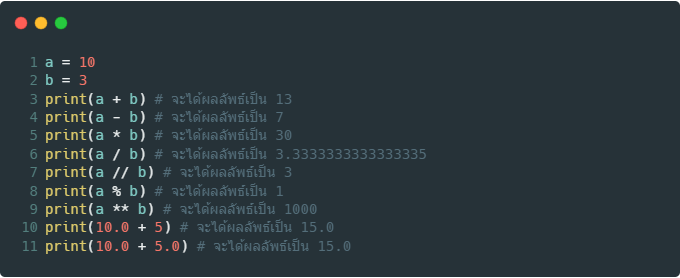 1 a = 10
2 b = 3
3 print(a + b) # จะได้ผลลัพธ์เป็น 13
4 print(a - b) # จะได้ผลลัพธ์เป็น 7
5 print(a * b) # จะได้ผลลัพธ์เป็น 30
6 print(a / b) # จะได้ผลลัพธ์เป็น 3.3333333333333335
7 print(a // b) # จะได้ผลลัพธ์เป็น 3
8 print(a % b) # จะได้ผลลัพธ์เป็น 1
9 print(a ** b) # จะได้ผลลัพธ์เป็น 1000
10 print(10.0 + 5) # จะได้ผลลัพธ์เป็น 15.0
11 print(10.0 + 5.0) # จะได้ผลลัพธ์เป็น 15.0